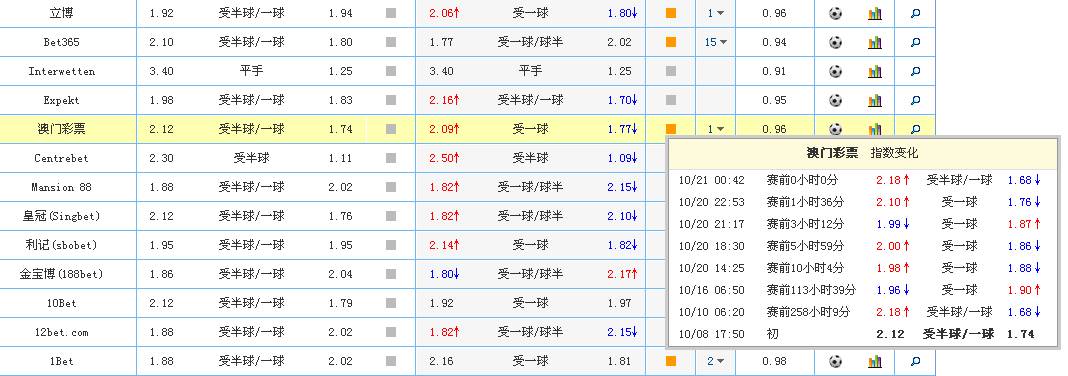 立博 1.92 受半球/一球 1.94 2.06↑ 受一球 1.80↓ 1 0.96
Bet365 2.10 受半球/一球 1.80 1.77 受一球/球半 2.02 15 0.94
Interwetten 3.40 平手 1.25 3.40 平手 1.25 0.91
Expekt 1.98 受半球/一球 1.83 2.16↑ 受半球/一球 1.70↓ 0.95
澳门彩票 2.12 受半球/一球 1.74 2.09↑ 受一球 1.77↓ 1 0.96
Centrebet 2.30 受半球 1.11 2.50↑ 受半球 1.09↓
Mansion 88 1.88 受半球/一球 2.02 1.82↑ 受一球/球半 2.15↓
皇冠(Singbet) 2.12 受半球/一球 1.76 1.82↑ 受一球/球半 2.10↓
利记(sbobet) 1.95 受半球/一球 1.95 2.14↑ 受一球 1.82↓
金宝博(188bet) 1.86 受半球/一球 2.04 1.80↓ 受一球/球半 2.17↑
10Bet 2.12 受半球/一球 1.79 1.92 受一球 1.97
12bet.com 1.88 受半球/一球 2.02 1.82↑ 受一球/球半 2.15↓
1Bet 1.88 受半球/一球 2.02 2.16 受一球 1.81 2 0.98
澳门彩票 指数变化
10/21 00:42 赛前0小时0分 2.18↑ 受半球/一球 1.68↓
10/20 22:53 赛前1小时36分 2.10↑ 受一球 1.76↓
10/20 21:17 赛前3小时12分 1.99↓ 受一球 1.87↑
10/20 18:30 赛前5小时59分 2.00↑ 受一球 1.86↓
10/20 14:25 赛前10小时4分 1.98↑ 受一球 1.88↓
10/16 06:50 赛前113小时39分 1.96↓ 受一球 1.90↑
10/10 06:20 赛前258小时9分 2.18↑ 受半球/一球 1.68↓
10/08 17:50 初 2.12 受半球/一球 1.74